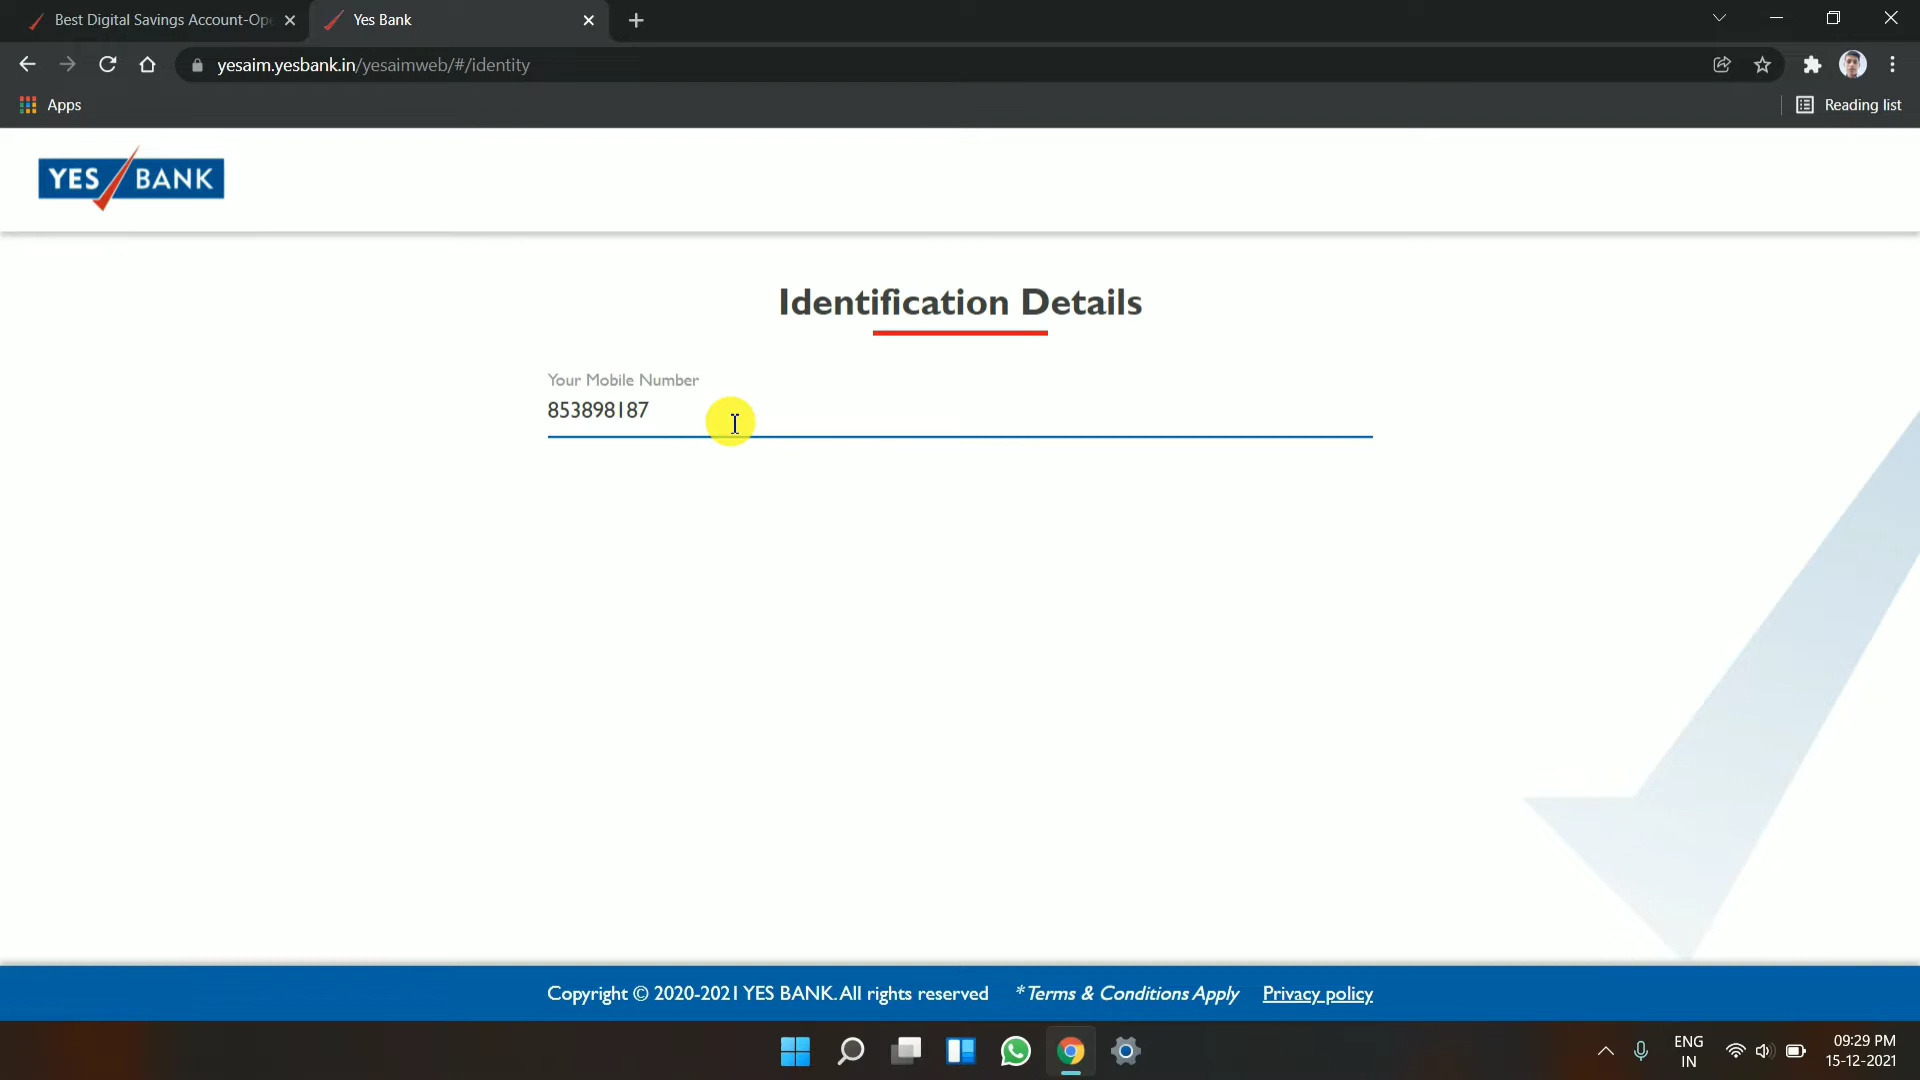 Best Digital Savings Account-Op
Yes Bank
yesaim.yesbank.in/yesaimweb/#/identity
Apps
Reading list
YES BANK
Identification Details
Your Mobile Number
853898187
Copyright © 2020-2021 YES BANK. All rights reserved *Terms & Conditions Apply Privacy policy
ENG
IN
09:29 PM
15-12-2021